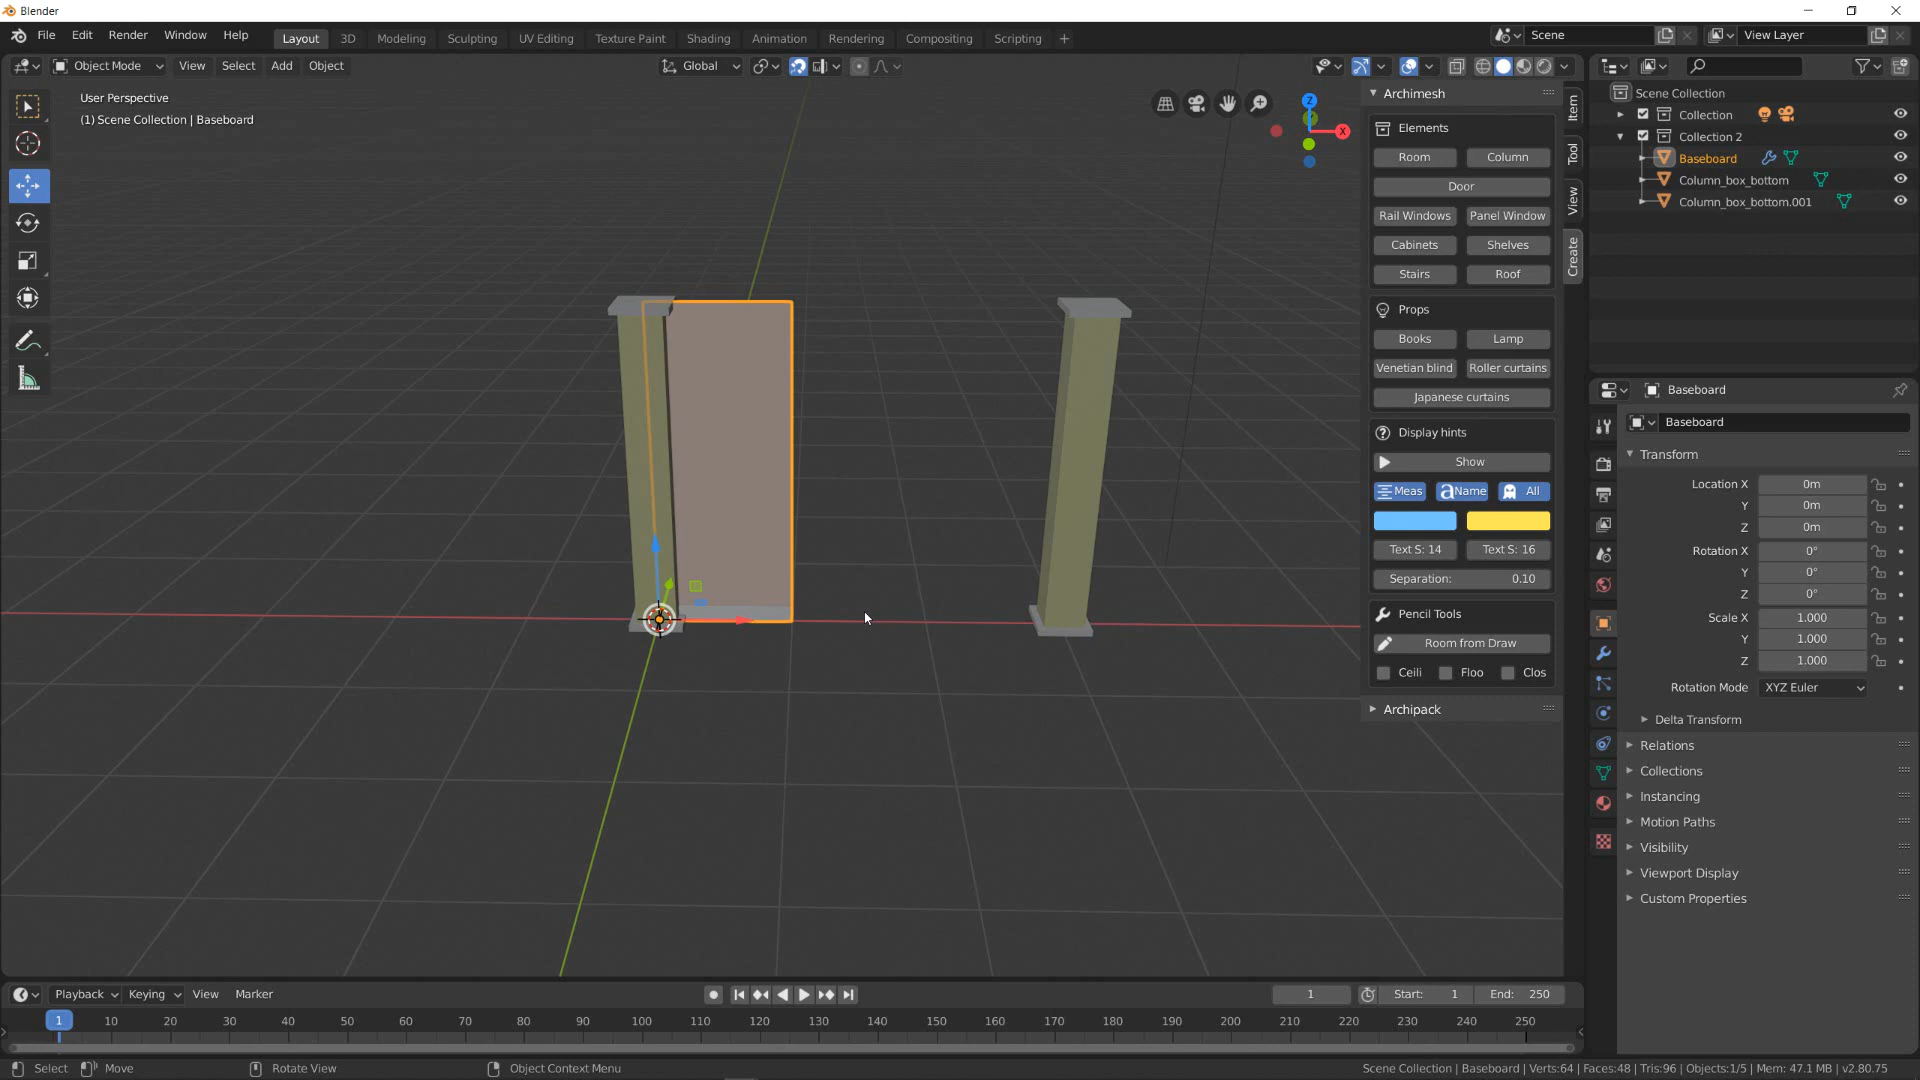 Blender
File Edit Render Window Help Layout 3D Modeling Sculpting UV Editing Texture Paint Shading Animation Rendering Compositing Scripting + Scene View Layer
Object Mode View Select Add Object Global
User Perspective
(1) Scene Collection | Baseboard
Z
X
Archimesh
Elements
Room Column
Door
Rail Windows Panel Window
Cabinets Shelves
Stairs Roof
Props
Books Lamp
Venetian blind Roller curtains
Japanese curtains
Display hints
Show
Meas Name All
Text S: 14 Text S: 16
Separation: 0.10
Pencil Tools
Room from Draw
Ceili Floo Clos
Archipack
Item
Tool
View
Create
Scene Collection
Collection
Collection 2
Baseboard
Column_box_bottom
Column_box_bottom.001
Baseboard
Baseboard
Transform
Location X 0m
Y 0m
Z 0m
Rotation X 0°
Y 0°
Z 0°
Scale X 1.000
Y 1.000
Z 1.000
Rotation Mode XYZ Euler
Delta Transform
Relations
Collections
Instancing
Motion Paths
Visibility
Viewport Display
Custom Properties
Playback Keying View Marker 1 Start: 1 End: 250
1 10 20 30 40 50 60 70 80 90 100 110 120 130 140 150 160 170 180 190 200 210 220 230 240 250
Select Move Rotate View Object Context Menu Scene Collection | Baseboard | Verts:64 | Faces:48 | Tris:96 | Objects:1/5 | Mem: 47.1 MB | v2.80.75